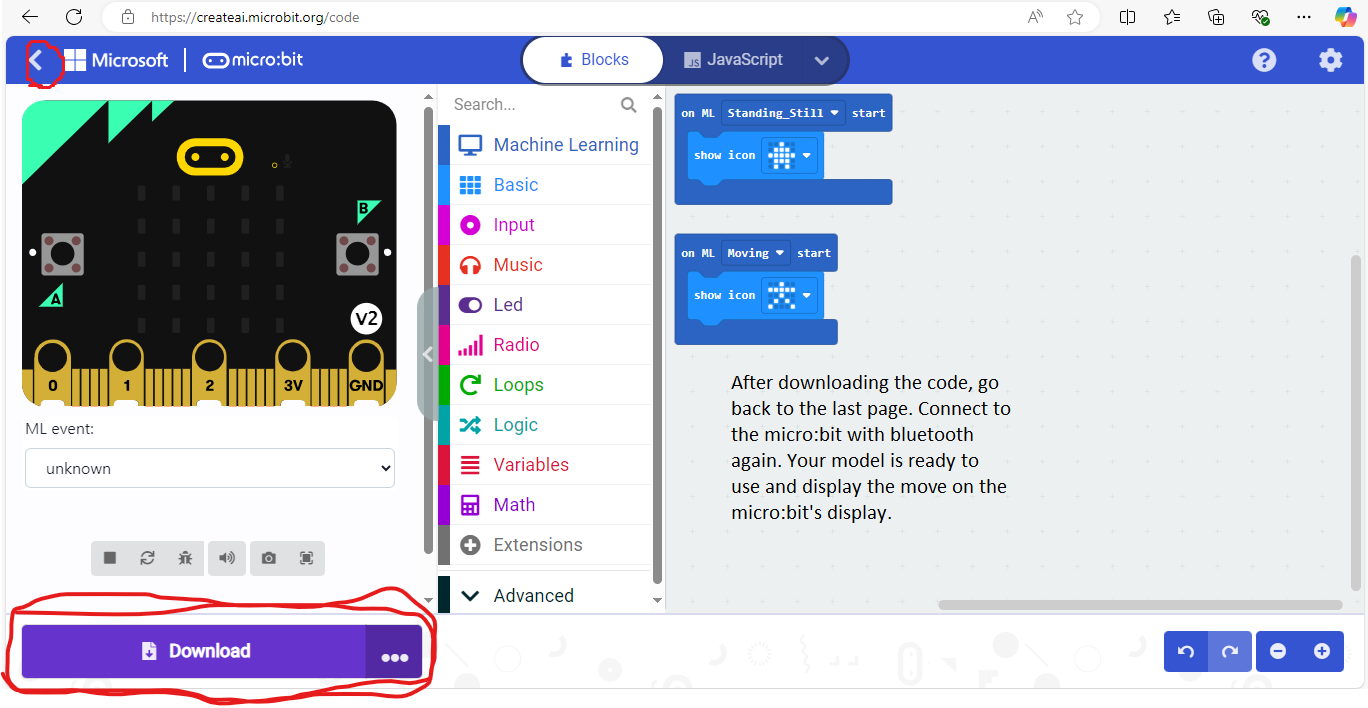 https://createai.microbit.org/code
Microsoft
micro:bit
Blocks
JS JavaScript
B
A
V2
0 1 2 3V GND
ML event:
unknown
Download
Search...
Machine Learning
Basic
Input
Music
Led
Radio
Loops
Logic
Variables
Math
Extensions
Advanced
on ML Standing_Still start
show icon
on ML Moving start
show icon
After downloading the code, go
back to the last page. Connect to
the micro:bit with bluetooth
again. Your model is ready to
use and display the move on the
micro:bit's display.